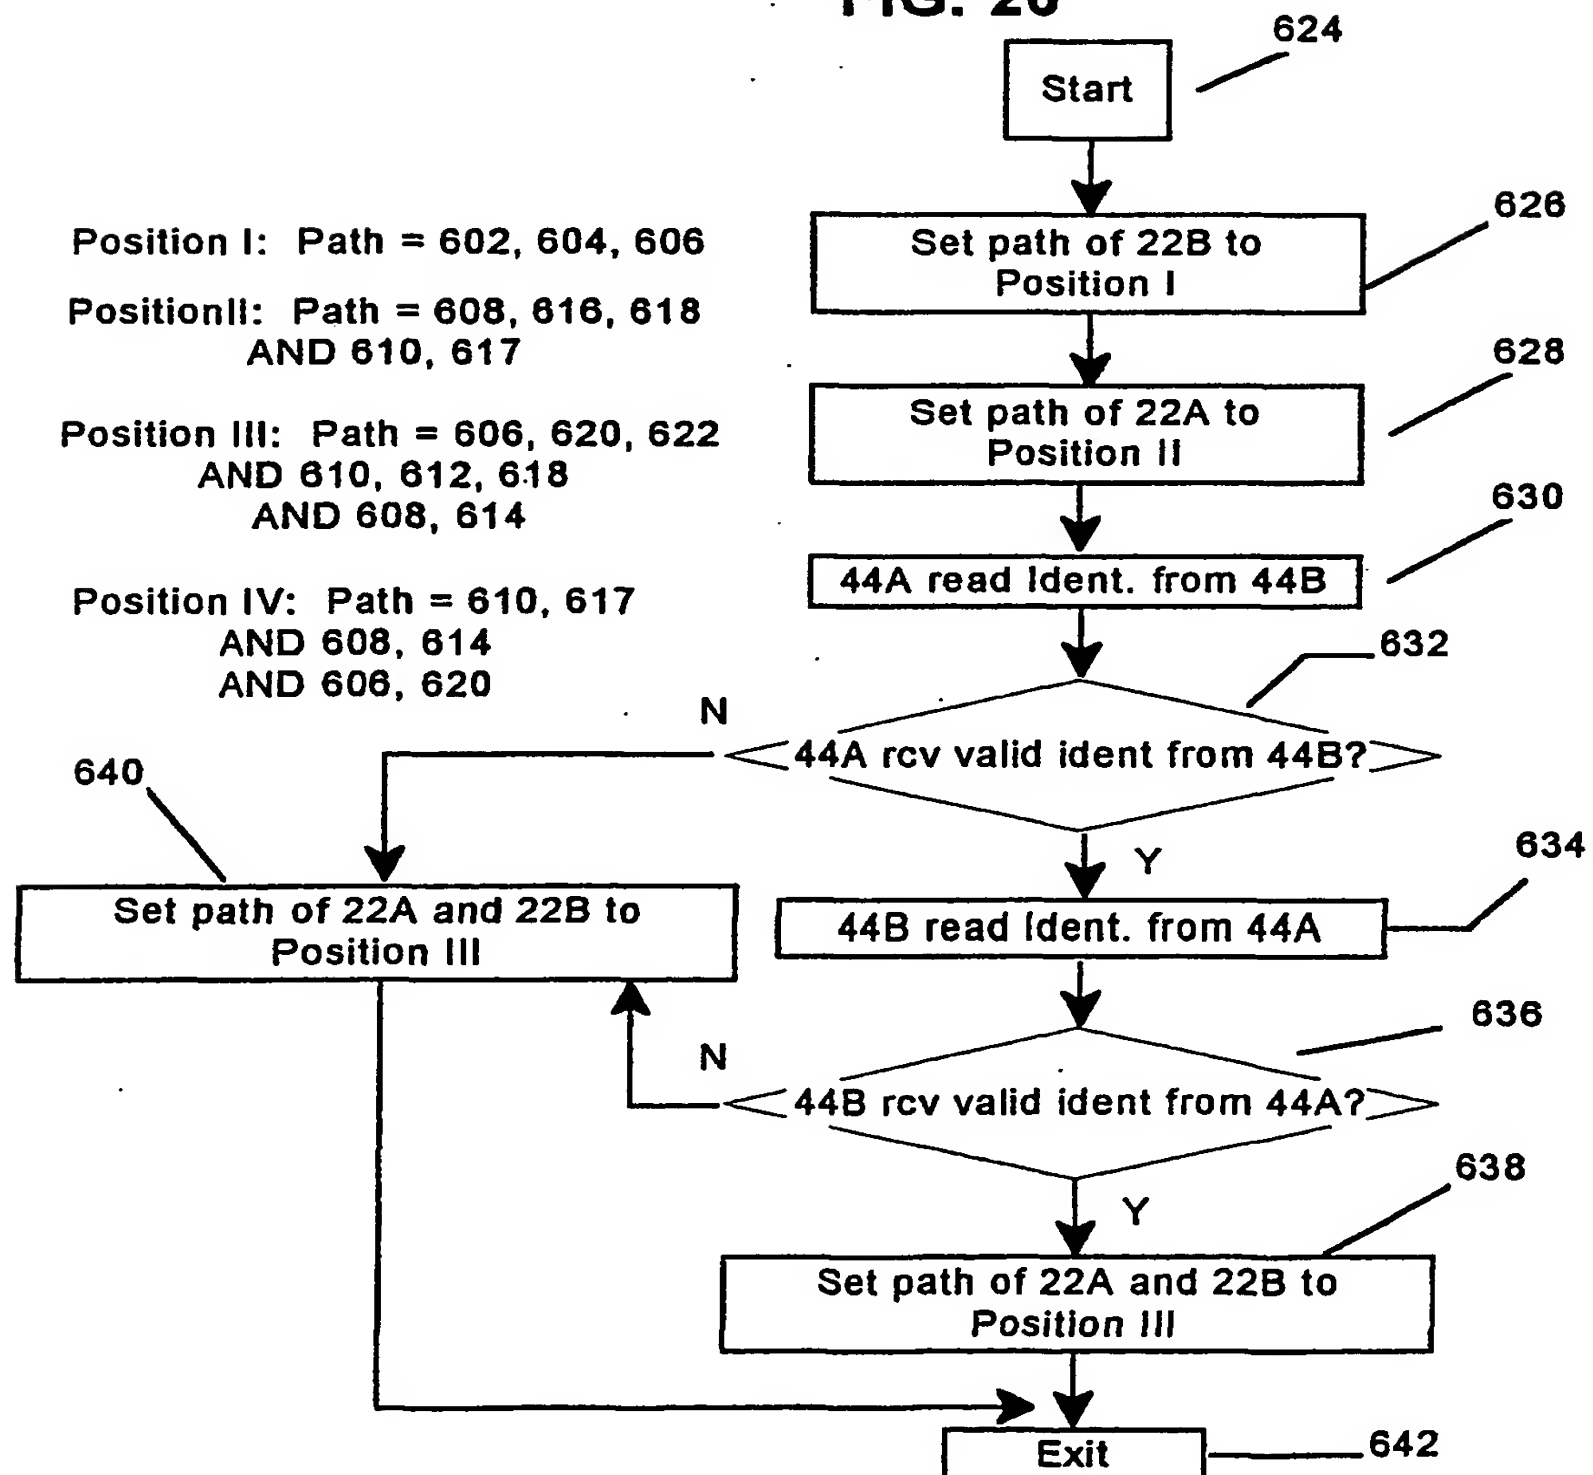 FIG. 20
624
Start
626
Set path of 22B to
Position I
Position I: Path = 602, 604, 606
PositionII: Path = 608, 616, 618
AND 610, 617
628
Set path of 22A to
Position II
Position III: Path = 606, 620, 622
AND 610, 612, 618
AND 608, 614
630
44A read Ident. from 44B
Position IV: Path = 610, 617
AND 608, 614
AND 606, 620
632
N
44A rcv valid ident from 44B?
640
Y
634
Set path of 22A and 22B to
Position III
44B read Ident. from 44A
636
N
44B rcv valid ident from 44A?
638
Y
Set path of 22A and 22B to
Position III
Exit
642